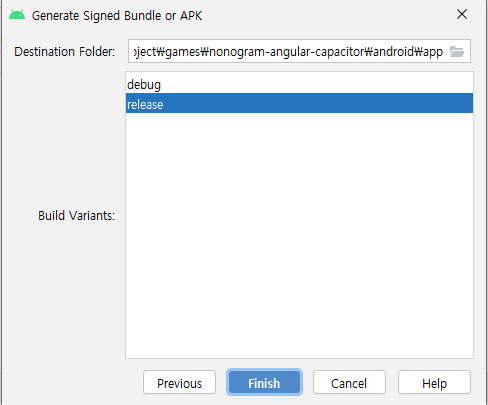 Generate Signed Bundle or APK
Destination Folder: oject₩games₩nonogram-angular-capacitor₩android₩app
debug
release
Build Variants:
Previous Finish Cancel Help